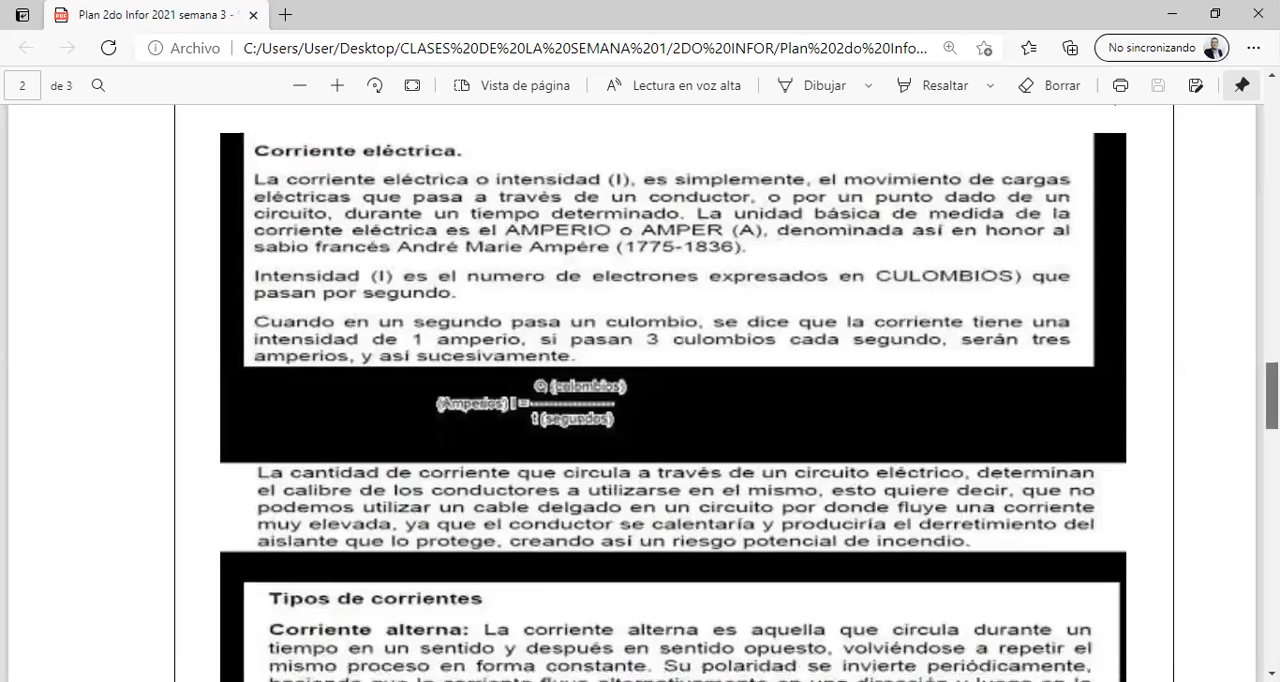 Plan 2do Infor 2021 semana 3 -
Archivo
C:/Users/User/Desktop/CLASES%20DE%20LA%20SEMANA%201/2DO%20INFOR/Plan%202do%20Info...
No sincronizando
2 de 3
Vista de página
Lectura en voz alta
Dibujar
Resaltar
Borrar
Corriente eléctrica.
La corriente eléctrica o intensidad (I), es simplemente, el movimiento de cargas
eléctricas que pasa a través de un conductor, o por un punto dado de un
circuito, durante un tiempo determinado. La unidad básica de medida de la
corriente eléctrica es el AMPERIO o AMPER (A), denominada así en honor al
sabio francés André Marie Ampére (1775-1836).
Intensidad (I) es el numero de electrones expresados en CULOMBIOS) que
pasan por segundo.
Cuando en un segundo pasa un culombio, se dice que la corriente tiene una
intensidad de 1 amperio, si pasan 3 culombios cada segundo, serán tres
amperios, y así sucesivamente.
Q (culombios)
(Amperios) I =----------------
t (segundos)
La cantidad de corriente que circula a través de un circuito eléctrico, determinan
el calibre de los conductores a utilizarse en el mismo, esto quiere decir, que no
podemos utilizar un cable delgado en un circuito por donde fluye una corriente
muy elevada, ya que el conductor se calentaría y produciría el derretimiento del
aislante que lo protege, creando así un riesgo potencial de incendio.
Tipos de corrientes
Corriente alterna: La corriente alterna es aquella que circula durante un
tiempo en un sentido y después en sentido opuesto, volviéndose a repetir el
mismo proceso en forma constante. Su polaridad se invierte periódicamente,